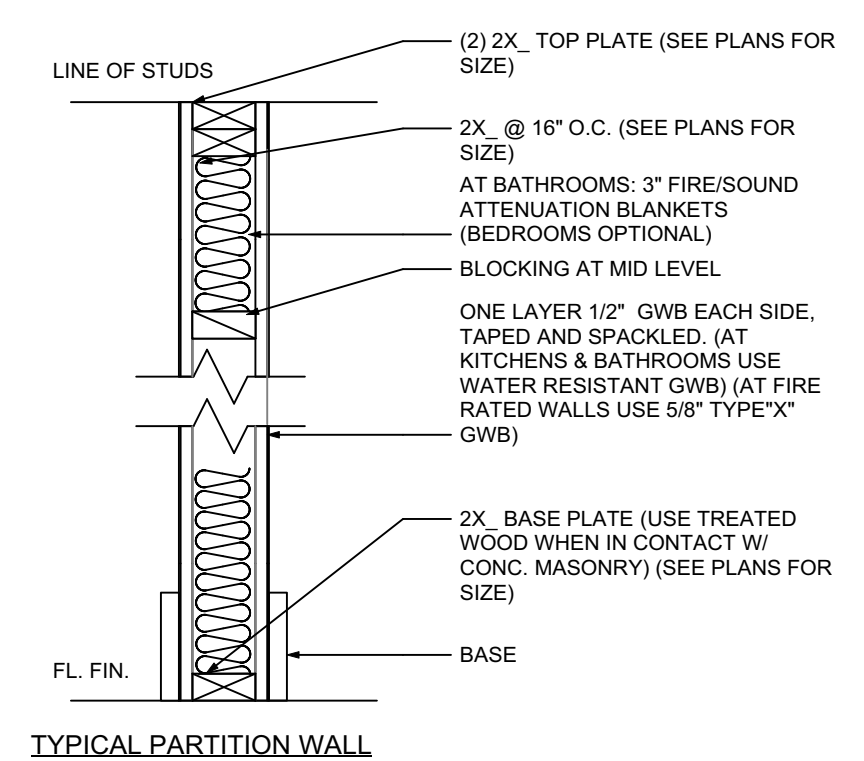 (2) 2X_ TOP PLATE (SEE PLANS FOR
SIZE)
LINE OF STUDS
2X_ @ 16" O.C. (SEE PLANS FOR
SIZE)
AT BATHROOMS: 3" FIRE/SOUND
ATTENUATION BLANKETS
(BEDROOMS OPTIONAL)
BLOCKING AT MID LEVEL
ONE LAYER 1/2" GWB EACH SIDE,
TAPED AND SPACKLED. (AT
KITCHENS & BATHROOMS USE
WATER RESISTANT GWB) (AT FIRE
RATED WALLS USE 5/8" TYPE"X"
GWB)
2X_ BASE PLATE (USE TREATED
WOOD WHEN IN CONTACT W/
CONC. MASONRY) (SEE PLANS FOR
SIZE)
BASE
FL. FIN.
TYPICAL PARTITION WALL